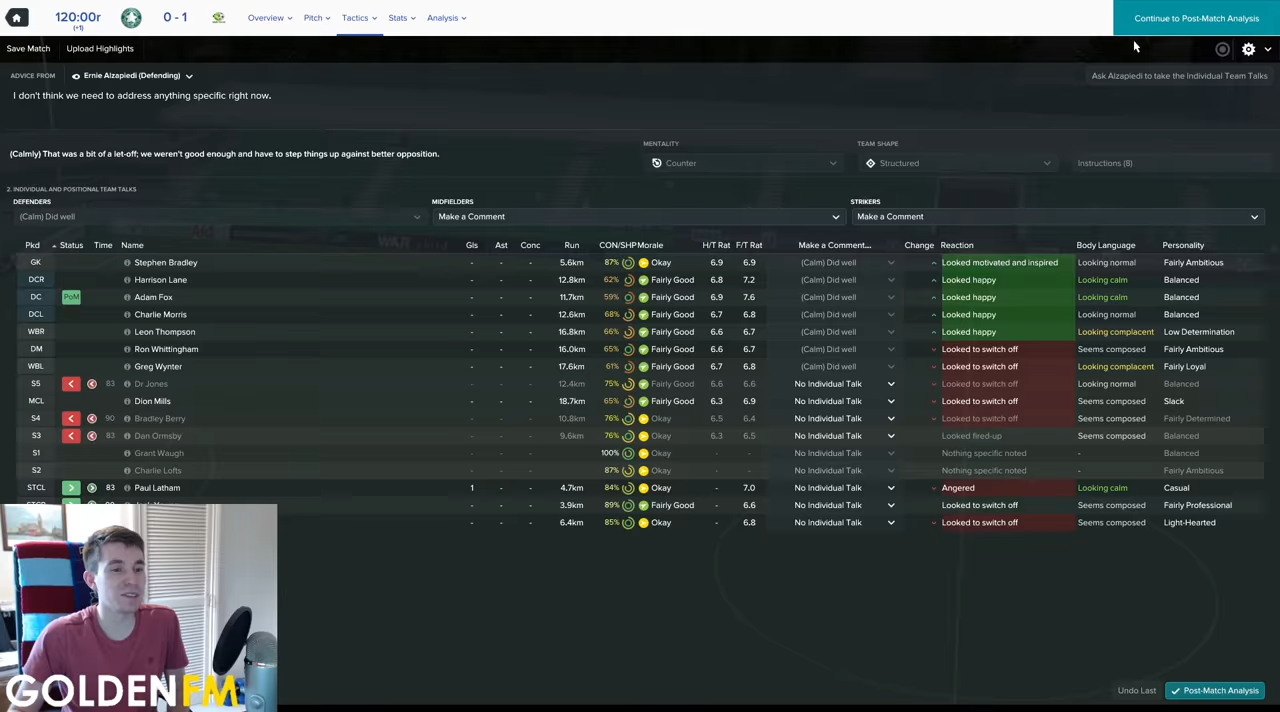 120:00r
(+1)
0 - 1
Overview
Pitch
Tactics
Stats
Analysis
Continue to Post-Match Analysis
Save Match
Upload Highlights
ADVICE FROM
Ernie Alzapiedi (Defending)
Ask Alzapiedi to take the Individual Team Talks
I don't think we need to address anything specific right now.
(Calmly) That was a bit of a let-off; we weren't good enough and have to step things up against better opposition.
MENTALITY
Counter
TEAM SHAPE
Structured
Instructions (8)
2. INDIVIDUAL AND POSITIONAL TEAM TALKS
DEFENDERS
(Calm) Did well
MIDFIELDERS
Make a Comment
STRIKERS
Make a Comment
Pkd Status Time Name Gls Ast Conc Run CON/SHP Morale H/T Rat F/T Rat Make a Comment... Change Reaction Body Language Personality
GK Stephen Bradley - - - 5.6km 87% Okay 6.9 6.9 (Calm) Did well Looked motivated and inspired Looking normal Fairly Ambitious
DCR Harrison Lane - - - 12.8km 62% Fairly Good 6.8 7.2 (Calm) Did well Looked happy Looking calm Balanced
DC PoM Adam Fox - - - 11.7km 59% Fairly Good 6.9 7.6 (Calm) Did well Looked happy Looking calm Balanced
DCL Charlie Morris - - - 12.6km 68% Fairly Good 6.7 6.8 (Calm) Did well Looked happy Looking normal Balanced
WBR Leon Thompson - - - 16.8km 66% Fairly Good 6.6 6.7 (Calm) Did well Looked happy Looking complacent Low Determination
DM Ron Whittingham - - - 16.0km 65% Fairly Good 6.6 6.7 (Calm) Did well Looked to switch off Seems composed Fairly Ambitious
WBL Greg Wynter - - - 17.6km 61% Fairly Good 6.7 6.8 (Calm) Did well Looked to switch off Looking complacent Fairly Loyal
S5 83 Dr Jones - - - 12.4km 75% Fairly Good 6.6 6.6 No Individual Talk Looked to switch off Looking normal Balanced
MCL Dion Mills - - - 18.7km 65% Fairly Good 6.3 6.9 No Individual Talk Looked to switch off Seems composed Slack
S4 90 Bradley Berry - - - 10.8km 76% Okay 6.5 6.4 No Individual Talk Looked to switch off Seems composed Fairly Determined
S3 83 Dan Ormsby - - - 9.6km 76% Okay 6.3 6.5 No Individual Talk Looked fired-up Seems composed Balanced
S1 Grant Waugh - - - 100% Okay - - No Individual Talk Nothing specific noted - Balanced
S2 Charlie Lofts - - - 87% Okay - - No Individual Talk Nothing specific noted - Fairly Ambitious
STCL 83 Paul Latham 1 - - 4.7km 84% Okay - 7.0 No Individual Talk Angered Looking calm Casual
- - - 3.9km 89% Fairly Good - 6.6 No Individual Talk Looked to switch off Seems composed Fairly Professional
- - - 6.4km 85% Okay - 6.8 No Individual Talk Looked to switch off Seems composed Light-Hearted
GOLDENFM
Undo Last
Post-Match Analysis